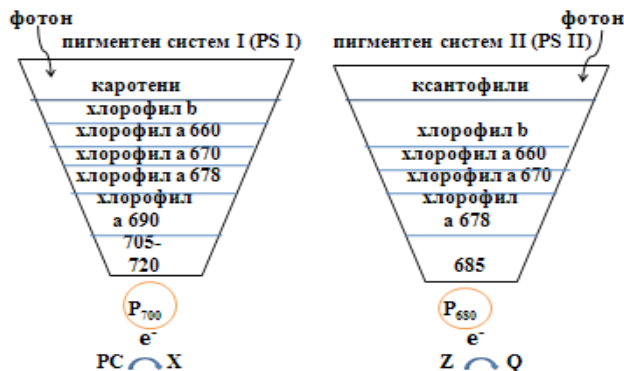 фотон
фотон
пигментен систем I (PS I)
пигментен систем II (PS II)
каротени
хлорофил b
хлорофил а 660
хлорофил а 670
хлорофил а 678
хлорофил
а 690
705-
720
P700
e-
PC X
ксантофили
хлорофил b
хлорофил а 660
хлорофил а 670
хлорофил
а 678
685
P680
e-
Z Q